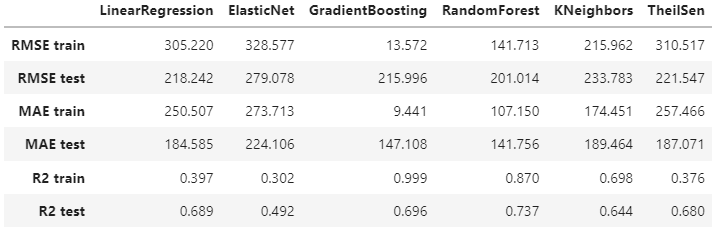 LinearRegression ElasticNet GradientBoosting RandomForest KNeighbors TheilSen
RMSE train 305.220 328.577 13.572 141.713 215.962 310.517
RMSE test 218.242 279.078 215.996 201.014 233.783 221.547
MAE train 250.507 273.713 9.441 107.150 174.451 257.466
MAE test 184.585 224.106 147.108 141.756 189.464 187.071
R2 train 0.397 0.302 0.999 0.870 0.698 0.376
R2 test 0.689 0.492 0.696 0.737 0.644 0.680